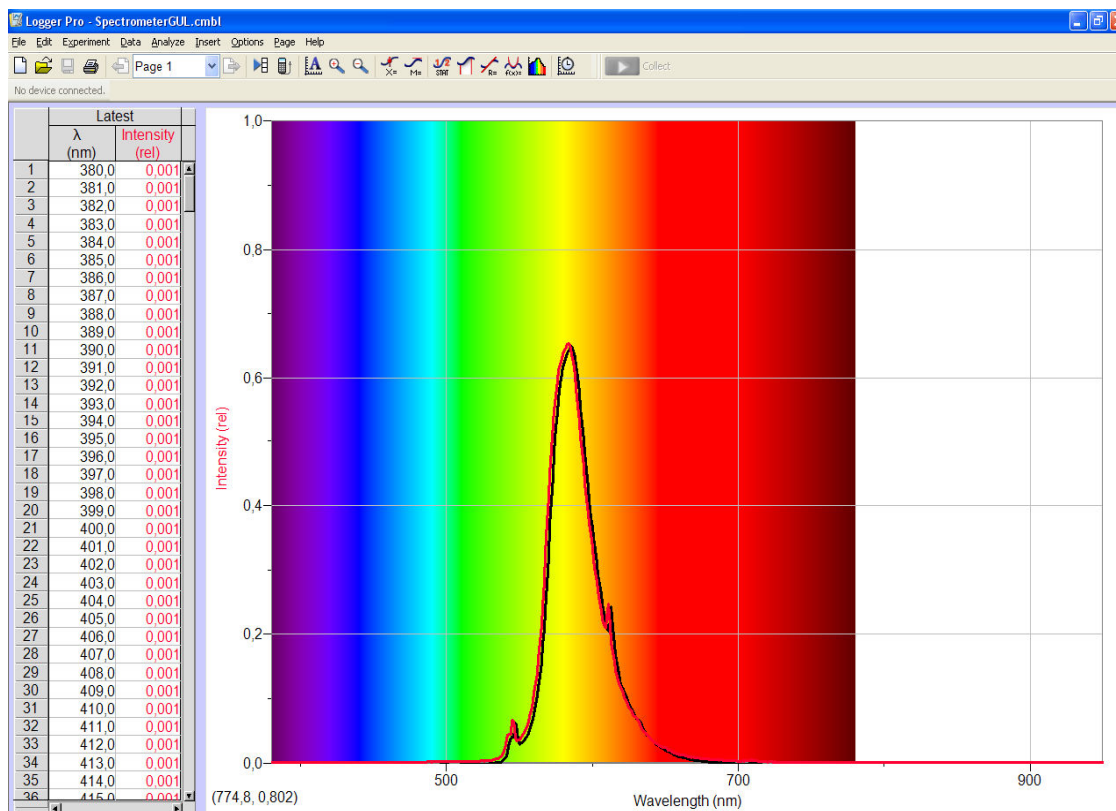 Logger Pro - SpectrometerGUL.cmbl
File Edit Experiment Data Analyze Insert Options Page Help
Page 1
Collect
No device connected.
Latest
λ Intensity
(nm) (rel)
1 380,0 0,001
2 381,0 0,001
3 382,0 0,001
4 383,0 0,001
5 384,0 0,001
6 385,0 0,001
7 386,0 0,001
8 387,0 0,001
9 388,0 0,001
10 389,0 0,001
11 390,0 0,001
12 391,0 0,001
13 392,0 0,001
14 393,0 0,001
15 394,0 0,001
16 395,0 0,001
17 396,0 0,001
18 397,0 0,001
19 398,0 0,001
20 399,0 0,001
21 400,0 0,001
22 401,0 0,001
23 402,0 0,001
24 403,0 0,001
25 404,0 0,001
26 405,0 0,001
27 406,0 0,001
28 407,0 0,001
29 408,0 0,001
30 409,0 0,001
31 410,0 0,001
32 411,0 0,001
33 412,0 0,001
34 413,0 0,001
35 414,0 0,001
36 415,0 0,001
1,0
0,8
0,6
0,4
0,2
0,0
Intensity (rel)
500 700 900
(774,8, 0,802)
Wavelength (nm)